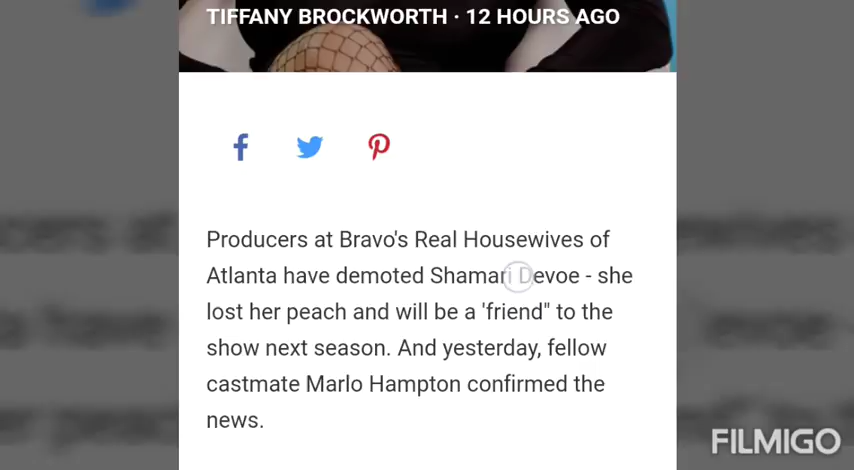 TIFFANY BROCKWORTH · 12 HOURS AGO
Producers at Bravo's Real Housewives of
Atlanta have demoted Shamari Devoe - she
lost her peach and will be a 'friend" to the
show next season. And yesterday, fellow
castmate Marlo Hampton confirmed the
news.
FILMIGO